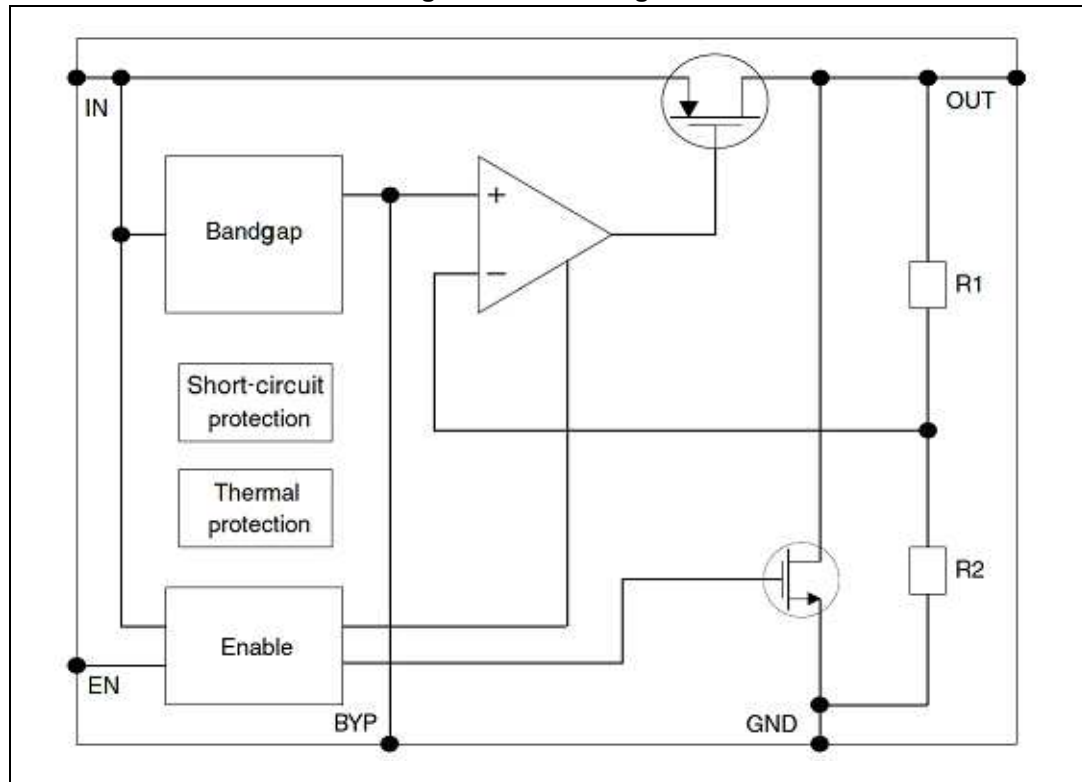 IN
OUT
Bandgap
+
−
R1
Short-circuit
protection
Thermal
protection
R2
Enable
EN
BYP
GND